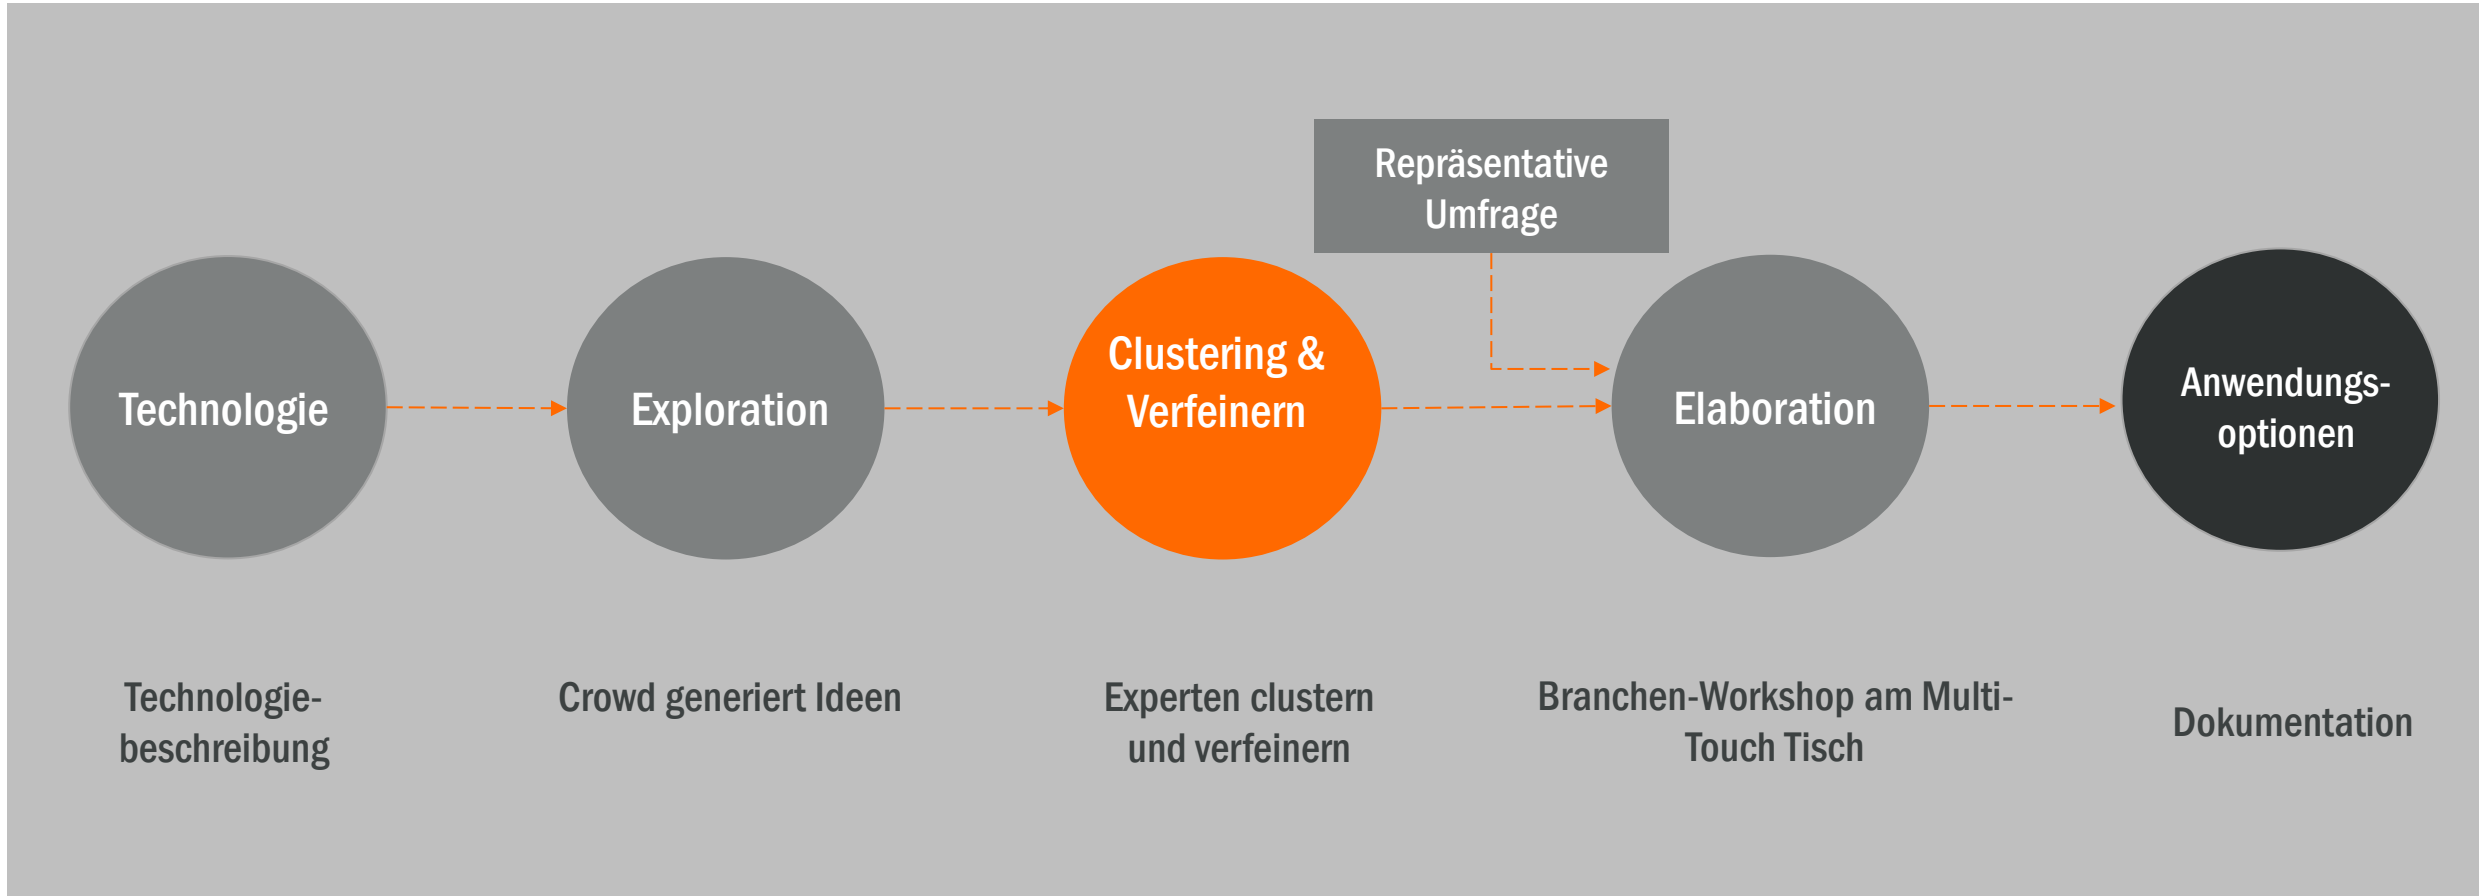 Repräsentative
Umfrage
Technologie
Exploration
Clustering &
Verfeinern
Elaboration
Anwendungs-
optionen
Technologie-
beschreibung
Crowd generiert Ideen
Experten clustern
und verfeinern
Branchen-Workshop am Multi-
Touch Tisch
Dokumentation